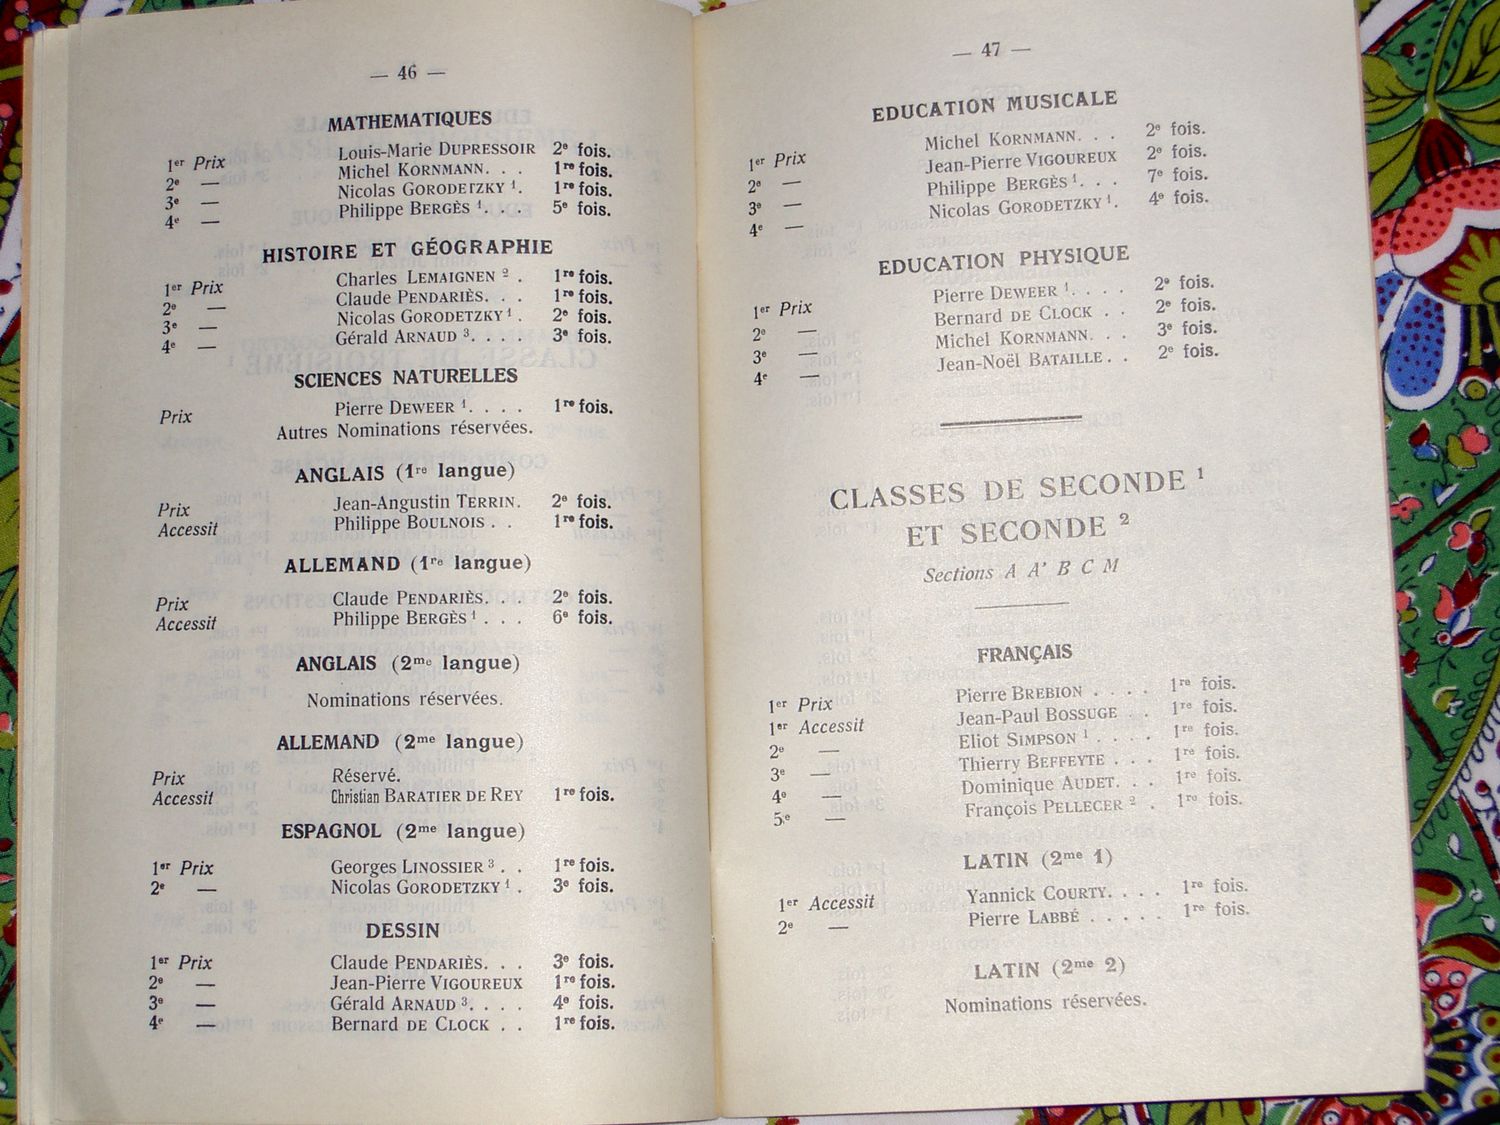 — 46 —
MATHEMATIQUES
1er Prix Louis-Marie DUPRESSOIR 2e fois.
2e — Michel KORNMANN. . . 1re fois.
3e — Nicolas GORODETZKY 1. 1re fois.
4e — Philippe BERGÈS 1. . . 5e fois.
HISTOIRE ET GÉOGRAPHIE
1er Prix Charles LEMAIGNEN 2 . 1re fois.
2e — Claude PENDARIÈS. . . 1re fois.
3e — Nicolas GORODETZKY 1 . 2e fois.
4e — Gérald ARNAUD 3. . . . 3e fois.
SCIENCES NATURELLES
Prix Pierre DEWEER 1. . . . 1re fois.
Autres Nominations réservées.
ANGLAIS (1re langue)
Prix Jean-Angustin TERRIN. 2e fois.
Accessit Philippe BOULNOIS . . 1re fois.
ALLEMAND (1re langue)
Prix Claude PENDARIÈS. . . 2e fois.
Accessit Philippe BERGÈS 1 . . . 6e fois.
ANGLAIS (2me langue)
Nominations réservées.
ALLEMAND (2me langue)
Prix Réservé.
Accessit Christian BARATIER DE REY 1re fois.
ESPAGNOL (2me langue)
1er Prix Georges LINOSSIER 3 . . 1re fois.
2e — Nicolas GORODETZKY 1 . 3e fois.
DESSIN
1er Prix Claude PENDARIÈS. . . 3e fois.
2e — Jean-Pierre VIGOUREUX 1re fois.
3e — Gérald ARNAUD 3. . . . 4e fois.
4e — Bernard DE CLOCK . . 1re fois.
— 47 —
EDUCATION MUSICALE
1er Prix Michel KORNMANN. . . 2e fois.
2e — Jean-Pierre VIGOUREUX 2e fois.
3e — Philippe BERGÈS 1. . . 7e fois.
4e — Nicolas GORODETZKY 1. 4e fois.
EDUCATION PHYSIQUE
1er Prix Pierre DEWEER 1. . . . 2e fois.
2e — Bernard DE CLOCK . . 2e fois.
3e — Michel KORNMANN. . . 3e fois.
4e — Jean-Noël BATAILLE . . 2e fois.
CLASSES DE SECONDE 1
ET SECONDE 2
Sections A A' B C M
FRANÇAIS
1er Prix Pierre BREBION . . . . 1re fois.
1er Accessit Jean-Paul BOSSUGE . . 1re fois.
2e — Eliot SIMPSON 1 . . . . 1re fois.
3e — Thierry BEFFEYTE . . . 1re fois.
4e — Dominique AUDET. . . 1re fois.
5e — François PELLECER 2 . 1re fois.
LATIN (2me 1)
1er Accessit Yannick COURTY. . . . 1re fois.
2e — Pierre LABBÉ . . . . . 1re fois.
LATIN (2me 2)
Nominations réservées.